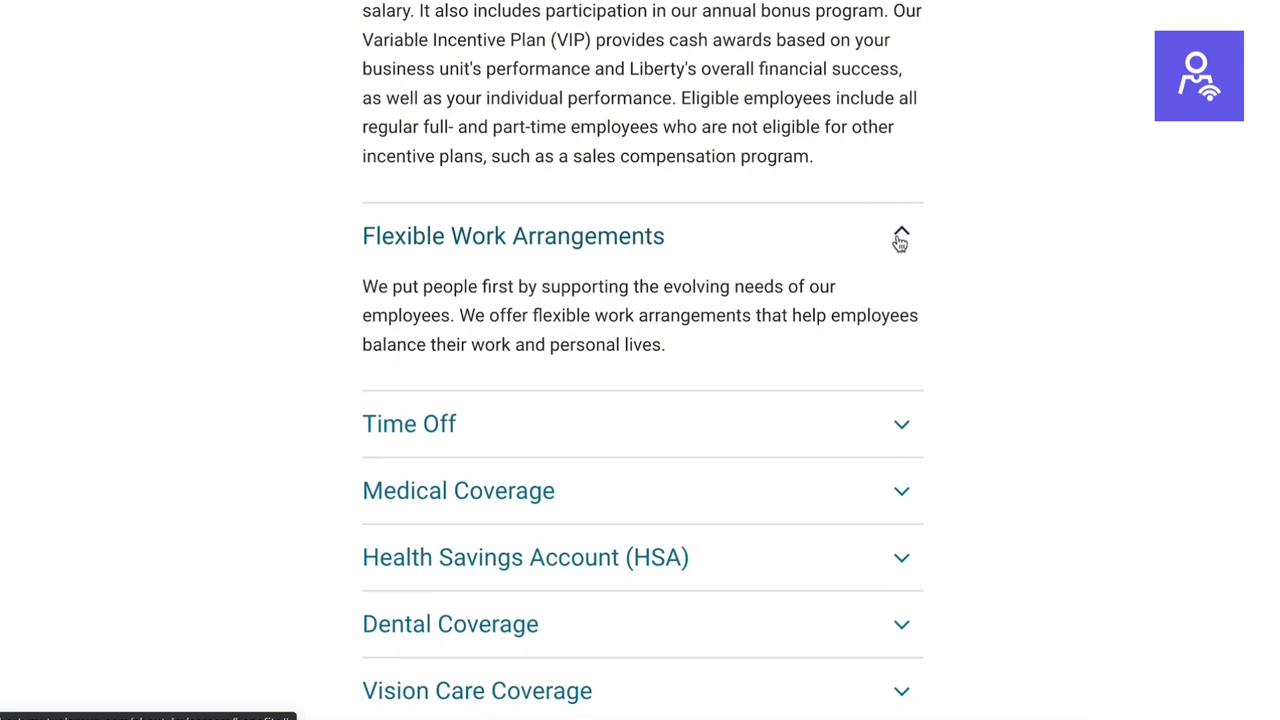 salary. It also includes participation in our annual bonus program. Our
Variable Incentive Plan (VIP) provides cash awards based on your
business unit's performance and Liberty's overall financial success,
as well as your individual performance. Eligible employees include all
regular full- and part-time employees who are not eligible for other
incentive plans, such as a sales compensation program.
Flexible Work Arrangements
We put people first by supporting the evolving needs of our
employees. We offer flexible work arrangements that help employees
balance their work and personal lives.
Time Off
Medical Coverage
Health Savings Account (HSA)
Dental Coverage
Vision Care Coverage